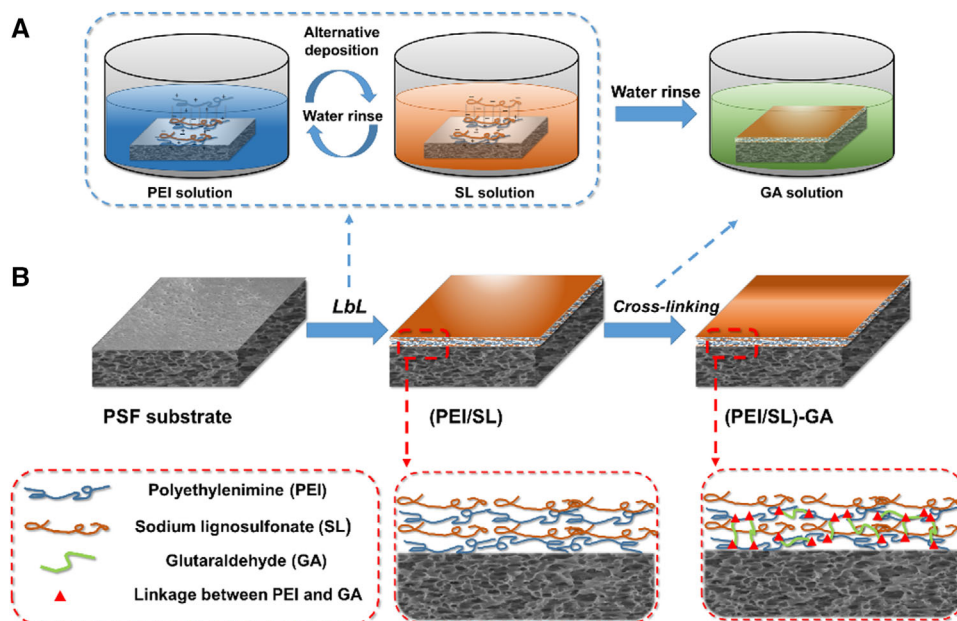 A
Alternative
deposition
Water rinse
PEI solution
SL solution
Water rinse
GA solution
B
LbL
Cross-linking
PSF substrate
(PEI/SL)
(PEI/SL)-GA
Polyethylenimine (PEI)
Sodium lignosulfonate (SL)
Glutaraldehyde (GA)
Linkage between PEI and GA